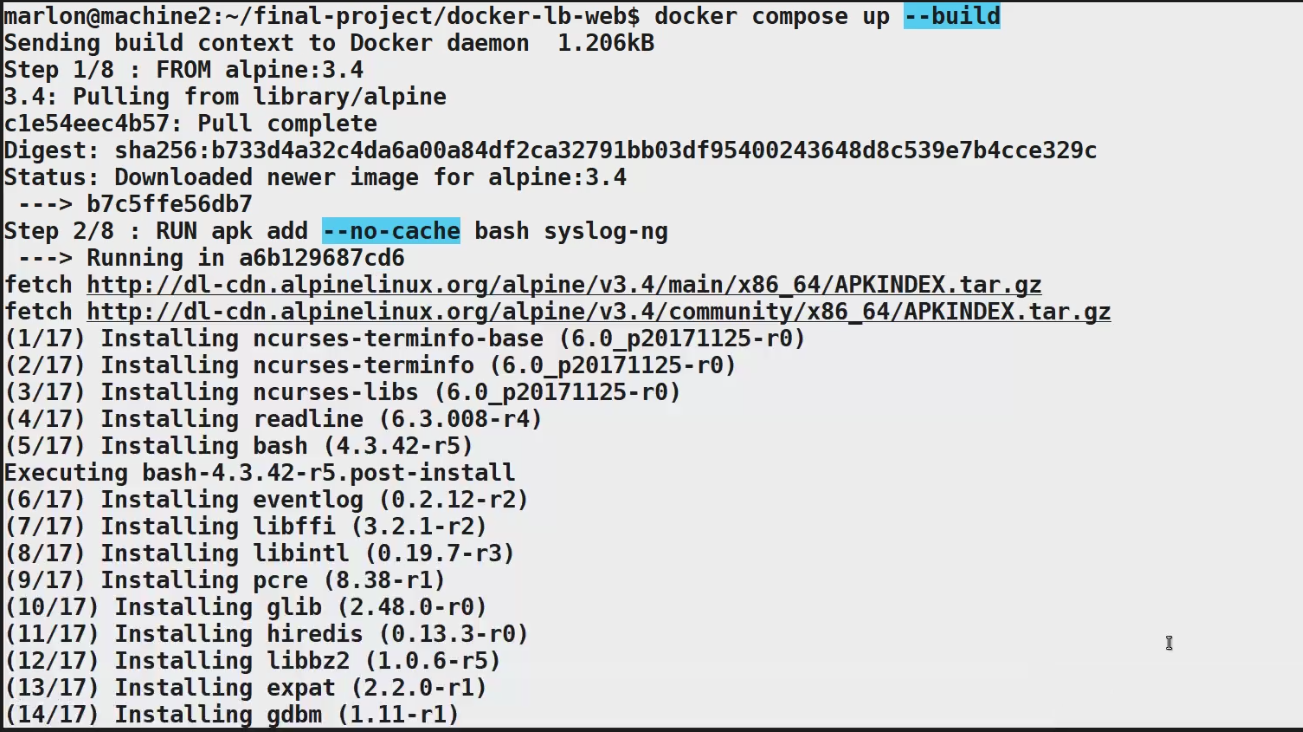 marlon@machine2:~/final-project/docker-lb-web$ docker compose up --build
Sending build context to Docker daemon  1.206kB
Step 1/8 : FROM alpine:3.4
3.4: Pulling from library/alpine
c1e54eec4b57: Pull complete
Digest: sha256:b733d4a32c4da6a00a84df2ca32791bb03df95400243648d8c539e7b4cce329c
Status: Downloaded newer image for alpine:3.4
 ---> b7c5ffe56db7
Step 2/8 : RUN apk add --no-cache bash syslog-ng
 ---> Running in a6b129687cd6
fetch http://dl-cdn.alpinelinux.org/alpine/v3.4/main/x86_64/APKINDEX.tar.gz
fetch http://dl-cdn.alpinelinux.org/alpine/v3.4/community/x86_64/APKINDEX.tar.gz
(1/17) Installing ncurses-terminfo-base (6.0_p20171125-r0)
(2/17) Installing ncurses-terminfo (6.0_p20171125-r0)
(3/17) Installing ncurses-libs (6.0_p20171125-r0)
(4/17) Installing readline (6.3.008-r4)
(5/17) Installing bash (4.3.42-r5)
Executing bash-4.3.42-r5.post-install
(6/17) Installing eventlog (0.2.12-r2)
(7/17) Installing libffi (3.2.1-r2)
(8/17) Installing libintl (0.19.7-r3)
(9/17) Installing pcre (8.38-r1)
(10/17) Installing glib (2.48.0-r0)
(11/17) Installing hiredis (0.13.3-r0)
(12/17) Installing libbz2 (1.0.6-r5)
(13/17) Installing expat (2.2.0-r1)
(14/17) Installing gdbm (1.11-r1)